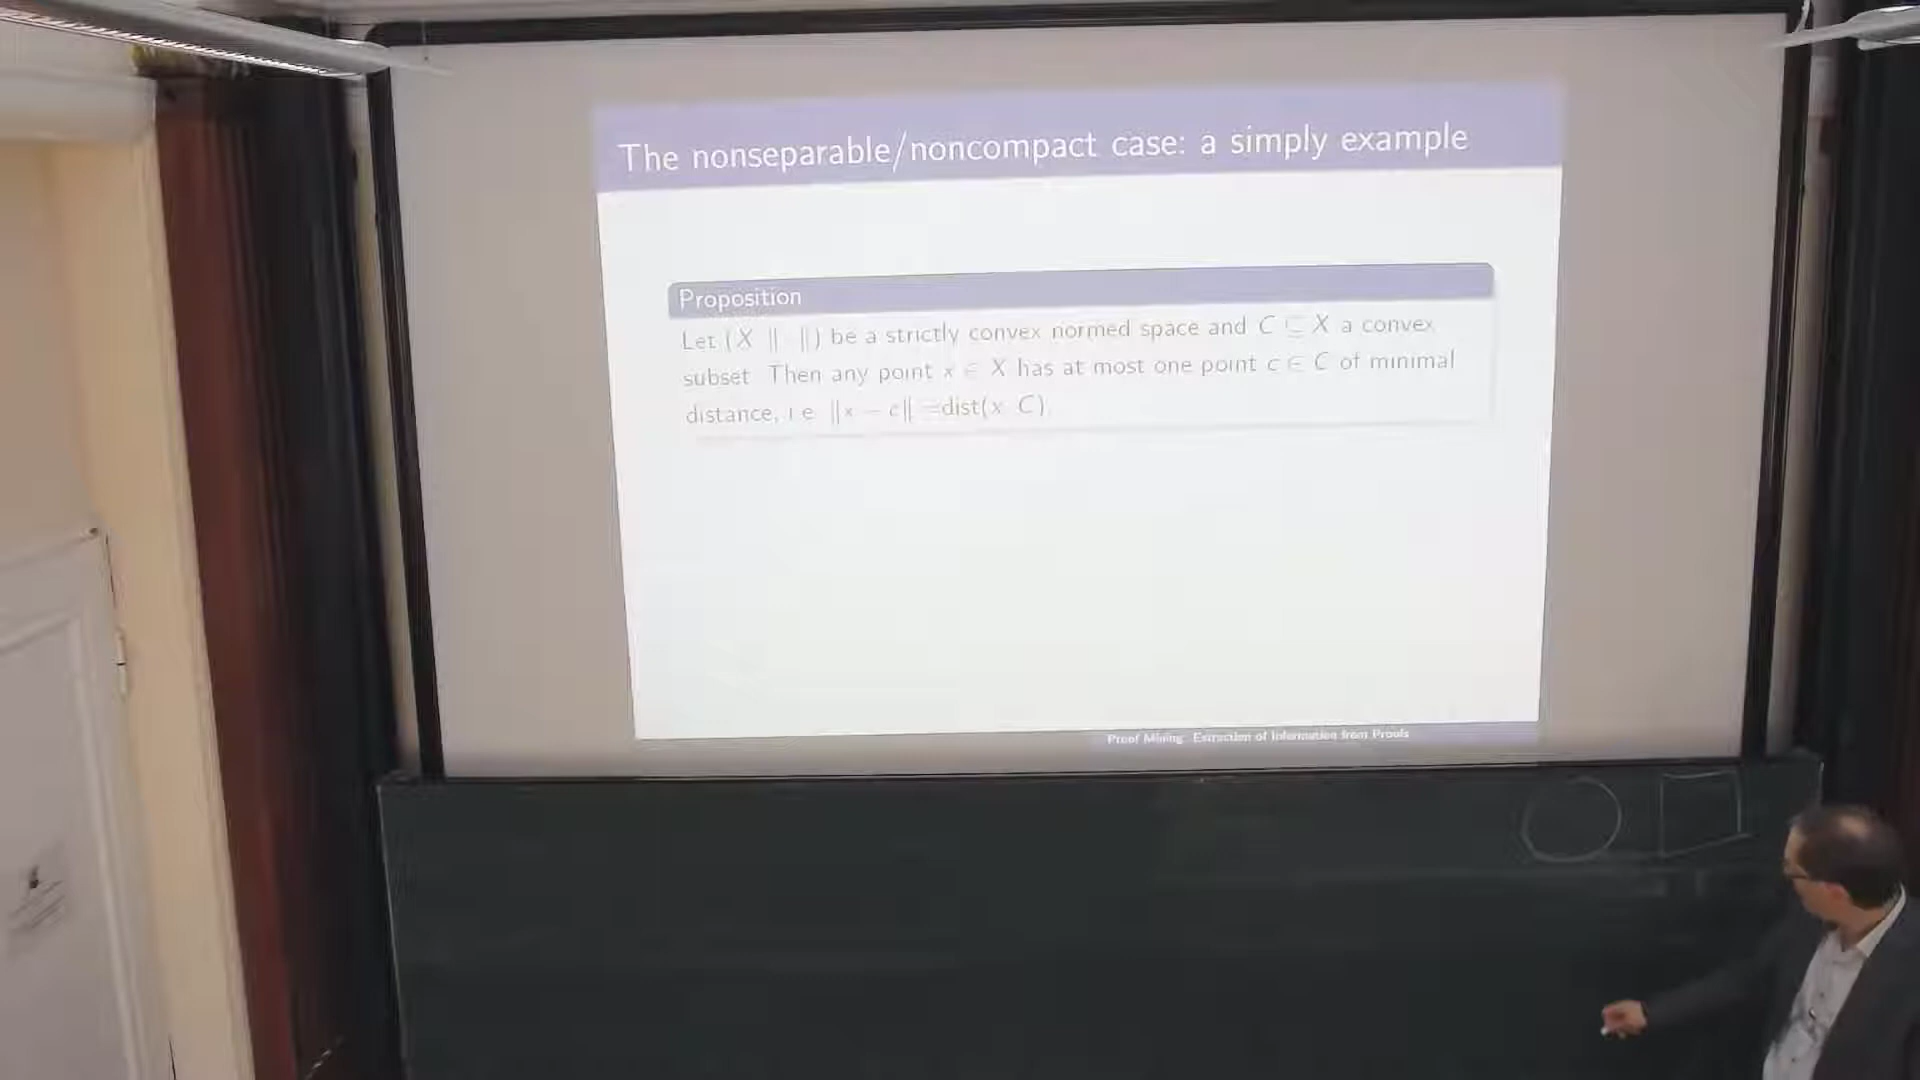 The nonseparable/noncompact case: a simply example
Proposition
Let (X ‖ ‖) be a strictly convex normed space and C ⊆ X a convex
subset Then any point x ∈ X has at most one point c ∈ C of minimal
distance, i e ‖x − c‖ =dist(x C).
Proof Mining: Extraction of Information from Proofs